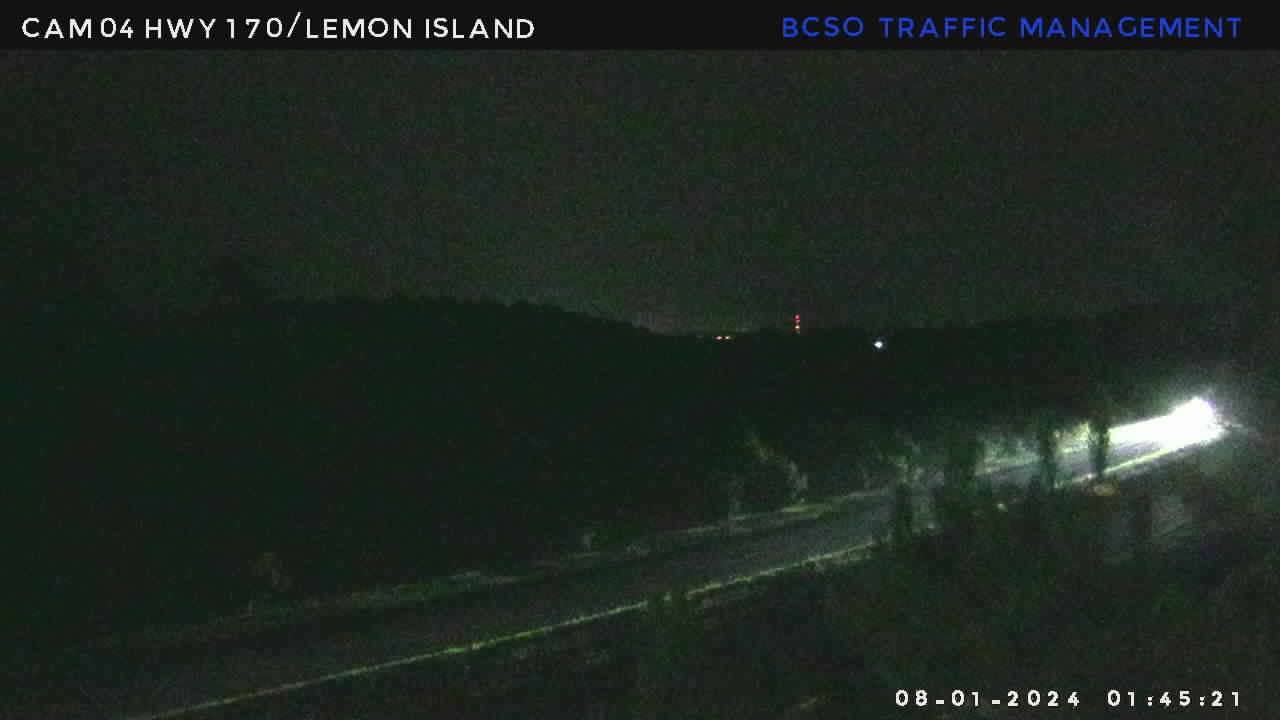 CAM04 HWY 170/LEMON ISLAND
BCSO TRAFFIC MANAGEMENT
08-01-2024 01:45:21